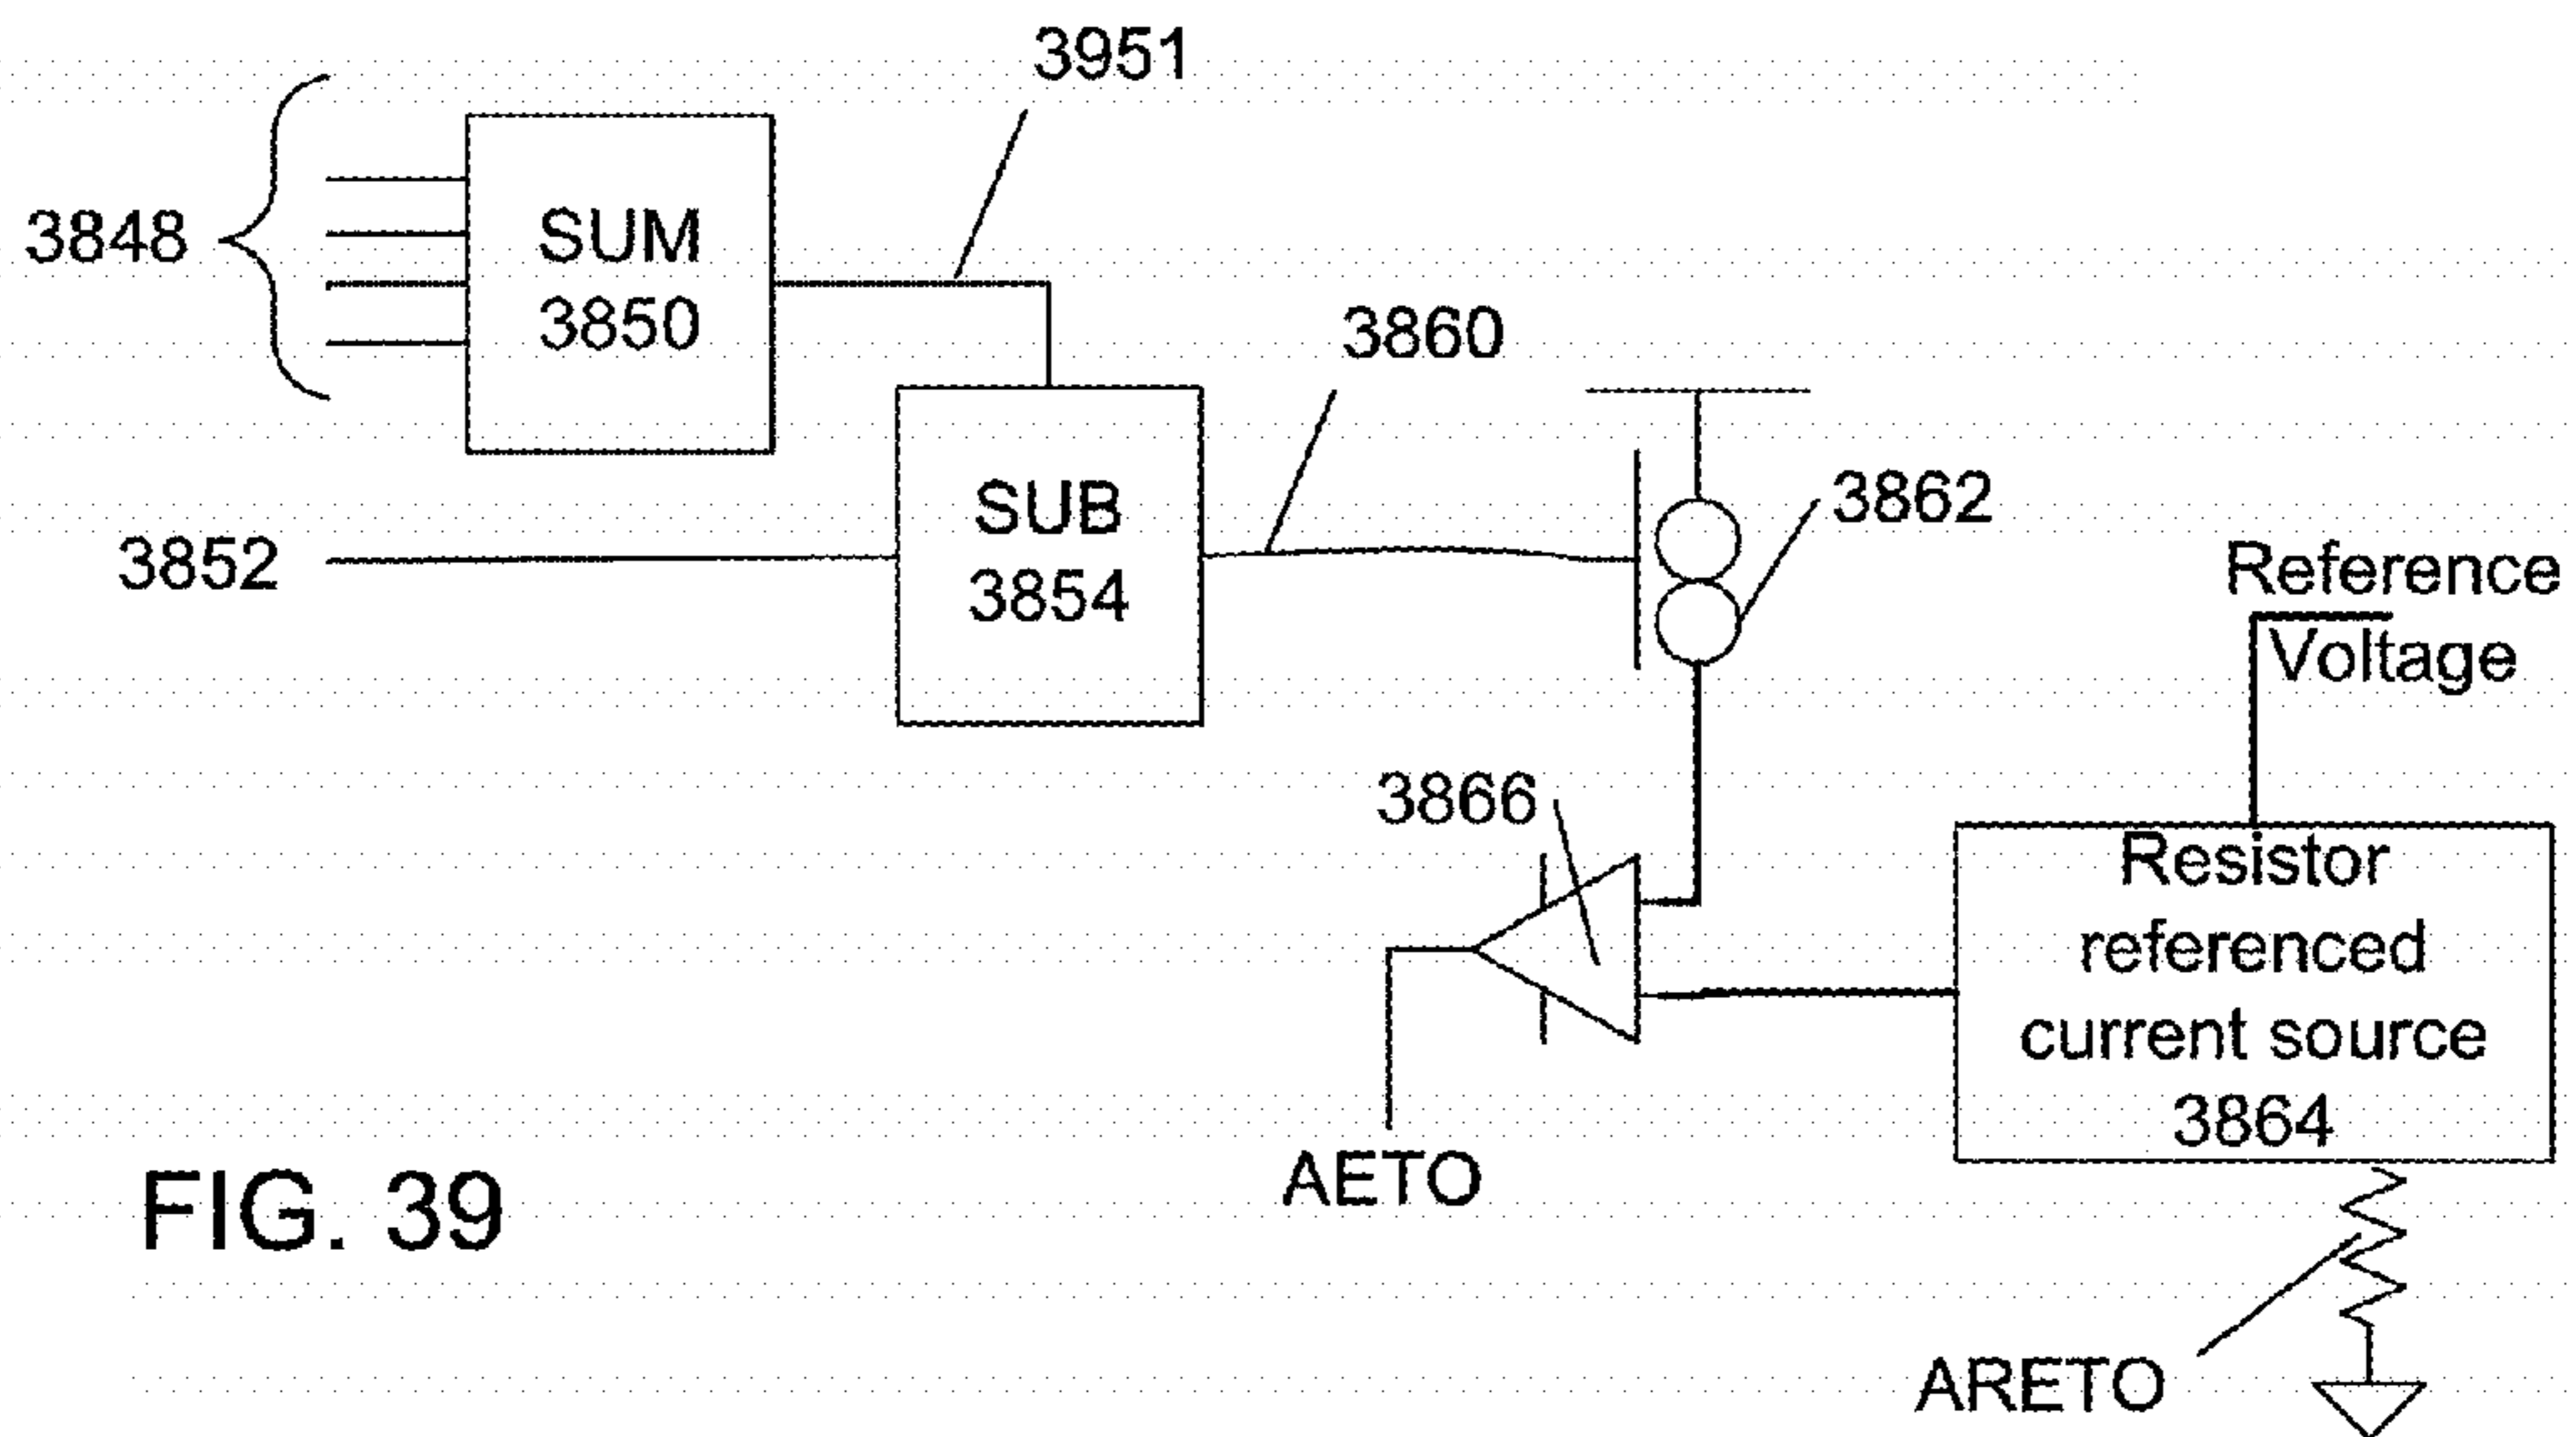 3951
3848
SUM
3850
3860
3862
3852
SUB
3854
Reference
Voltage
3866
Resistor
referenced
current source
3864
AETO
FIG. 39
ARETO